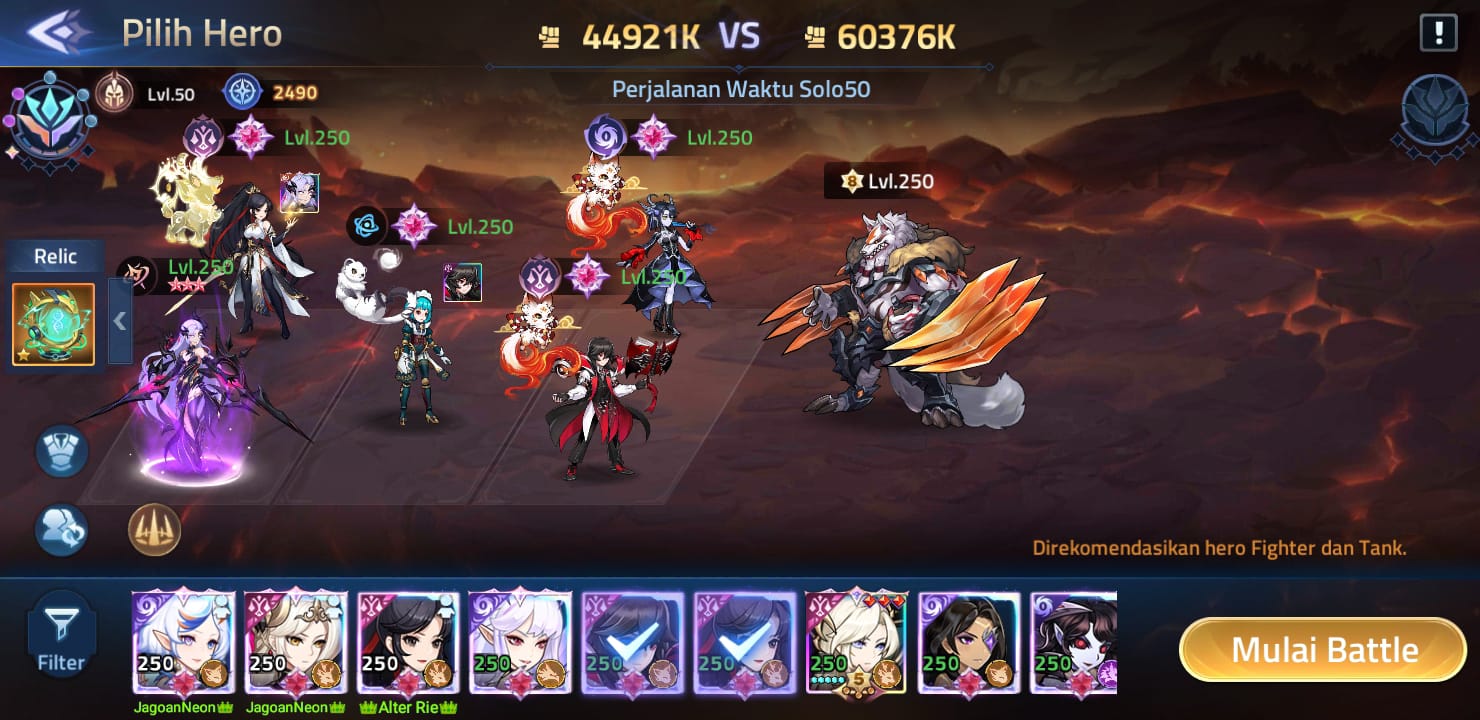 Pilih Hero
44921K VS 60376K
!
Perjalanan Waktu Solo50
Lvl.50
2490
Lvl.250
Lvl.250
8 Lvl.250
Lvl.250
Relic
Lvl.250
Lvl.250
Direkomendasikan hero Fighter dan Tank.
Filter
250
250
250
250
250
250
250
5
250
250
JagoanNeon
JagoanNeon
Alter Rie
Mulai Battle